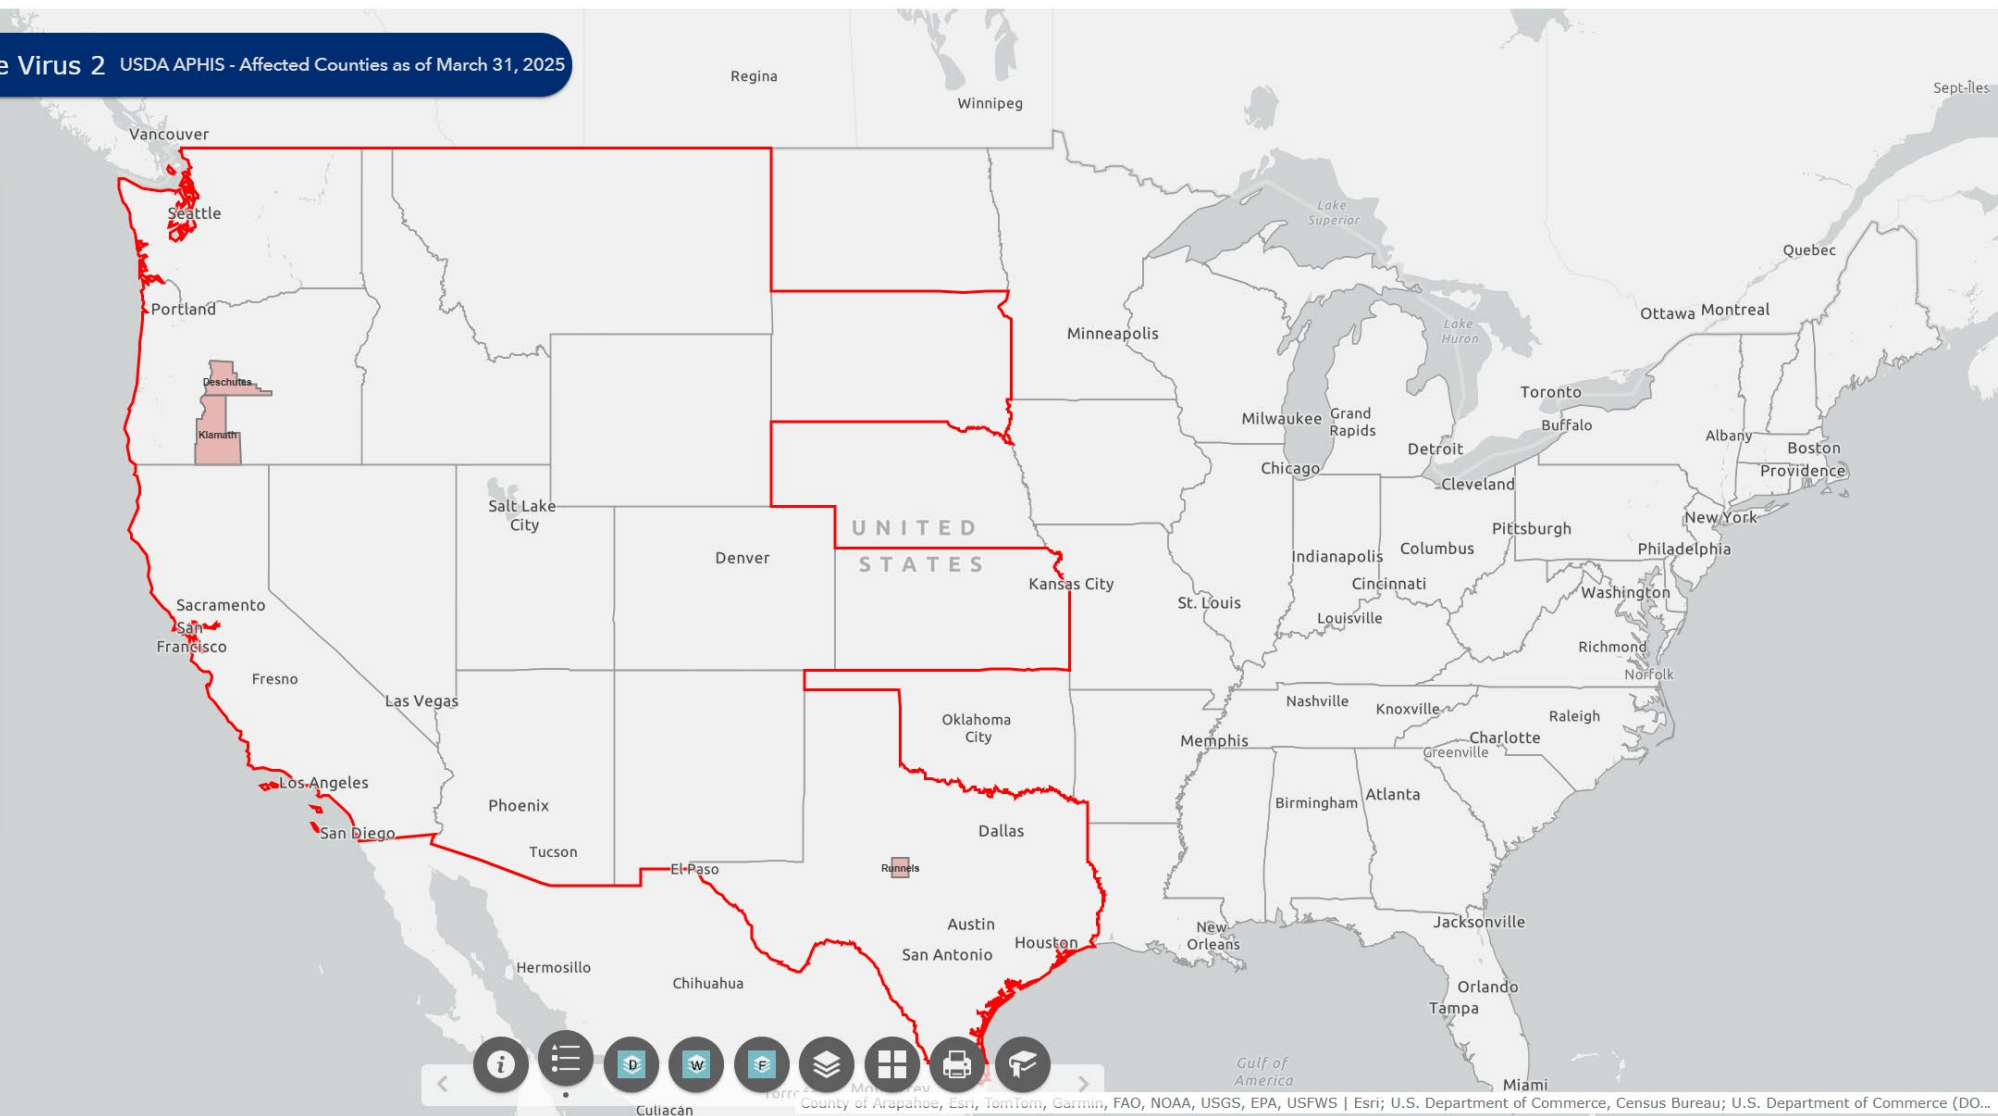 e Virus 2 USDA APHIS - Affected Counties as of March 31, 2025
Regina
Winnipeg
Sept-Îles
Vancouver
Seattle
Lake
Superior
Quebec
Portland
Ottawa
Montreal
Minneapolis
Lake
Huron
Deschutes
Toronto
Milwaukee
Grand
Rapids
Buffalo
Klamath
Albany
Detroit
Boston
Chicago
Providence
Cleveland
Salt Lake
City
New York
UNITED
STATES
Pittsburgh
Denver
Indianapolis
Columbus
Philadelphia
Kansas City
Cincinnati
Washington
Sacramento
St. Louis
Louisville
San
Francisco
Richmond
Fresno
Norfolk
Las Vegas
Nashville
Knoxville
Raleigh
Oklahoma
City
Memphis
Charlotte
Greenville
Los Angeles
Phoenix
Birmingham
Atlanta
San Diego
Dallas
Tucson
El Paso
Runnels
Austin
Jacksonville
New
Orleans
Houston
San Antonio
Hermosillo
Chihuahua
Orlando
Tampa
i
D
W
F
Gulf of
America
Miami
Monterrey
Culiacán
County of Arapahoe, Esri, TomTom, Garmin, FAO, NOAA, USGS, EPA, USFWS | Esri; U.S. Department of Commerce, Census Bureau; U.S. Department of Commerce (DO...